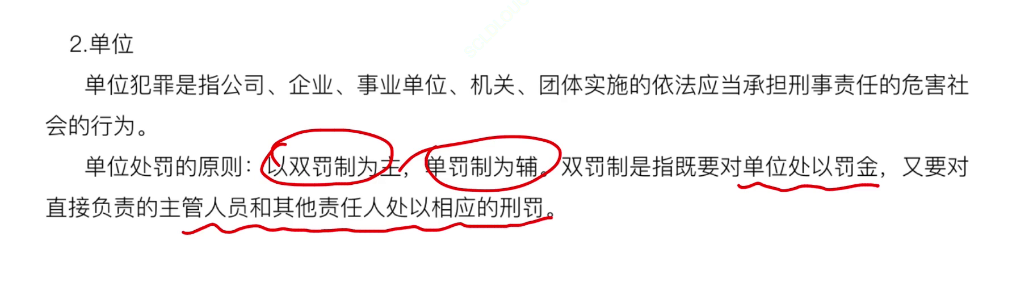 2.单位
单位犯罪是指公司、企业、事业单位、机关、团体实施的依法应当承担刑事责任的危害社
会的行为。
单位处罚的原则：以双罚制为主，单罚制为辅。双罚制是指既要对单位处以罚金，又要对
直接负责的主管人员和其他责任人处以相应的刑罚。